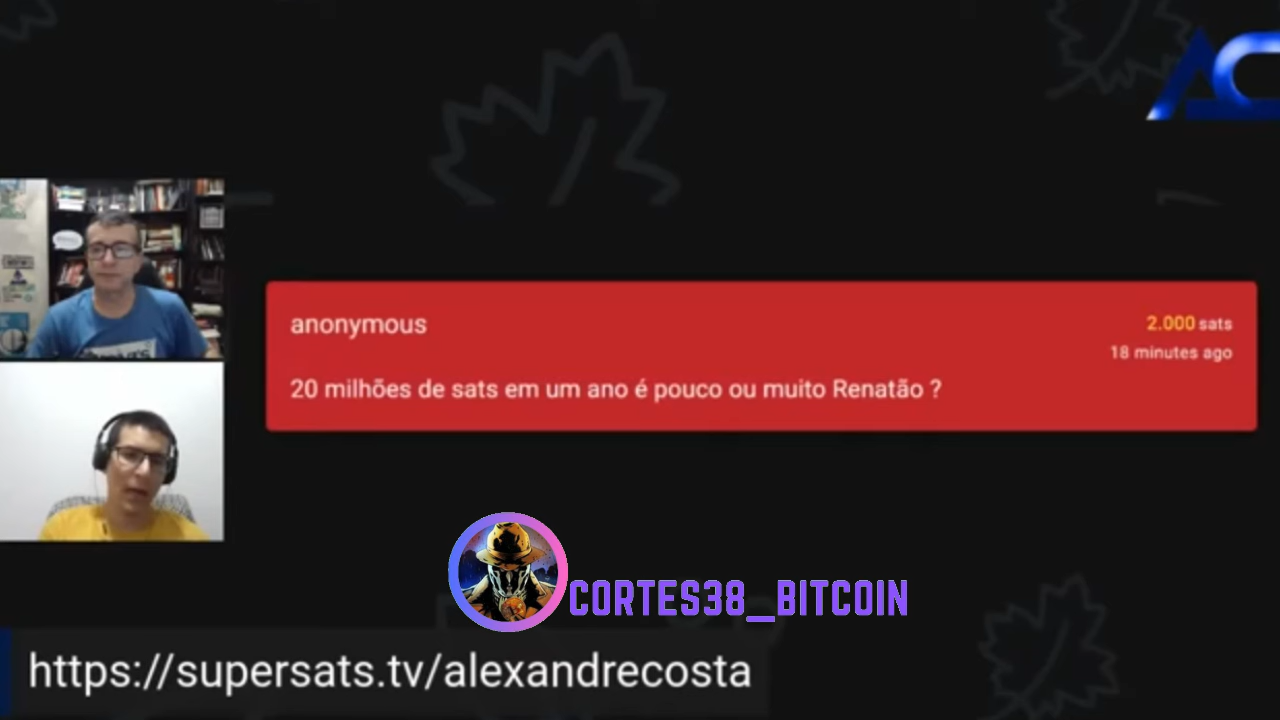 AC
anonymous
2.000 sats
18 minutes ago
20 milhões de sats em um ano é pouco ou muito Renatão ?
CORTES38_BITCOIN
https://supersats.tv/alexandrecosta